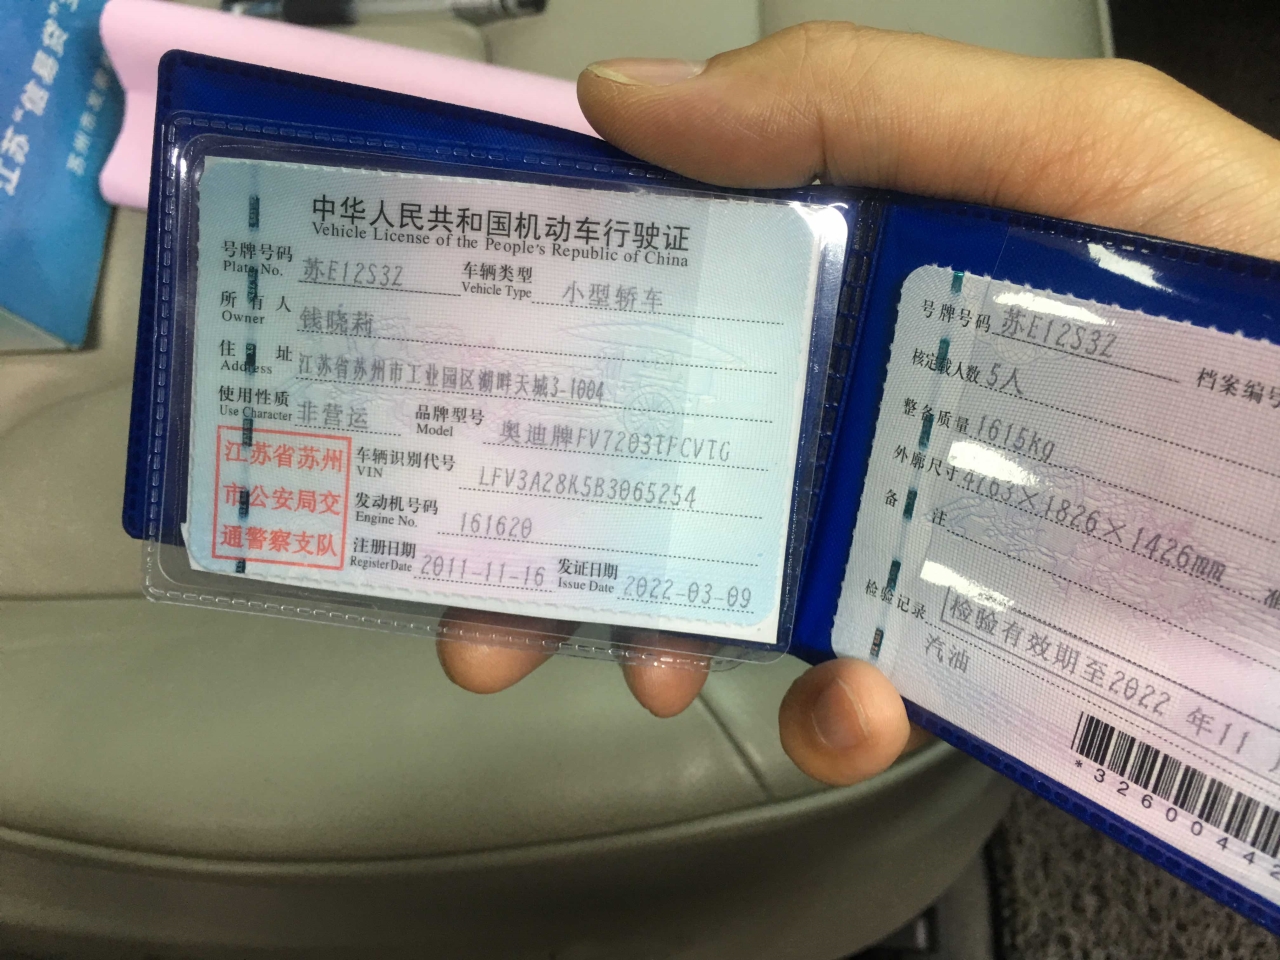 中华人民共和国机动车行驶证
Vehicle License of the People's Republic of China
号牌号码 Plate No. 苏E12S3Z 车辆类型 Vehicle Type 小型轿车
所有人 Owner 钱晓莉
住址 Address 江苏省苏州市工业园区湖畔天城3-1004
使用性质 Use Character 非营运 品牌型号 Model 奥迪牌FV7203TFCVTG
江苏省苏州
市公安局交
通警察支队
车辆识别代号 VIN LFV3A28K5B3065254
发动机号码 Engine No. 161620
注册日期 Register Date 2011-11-16 发证日期 Issue Date 2022-03-09
号牌号码 苏E12S3Z 档案编号
核定载人数 5人
整备质量 1615kg
外廓尺寸 4763×1826×1426mm
备注
检验记录 检验有效期至2022年11
汽油
*3260044